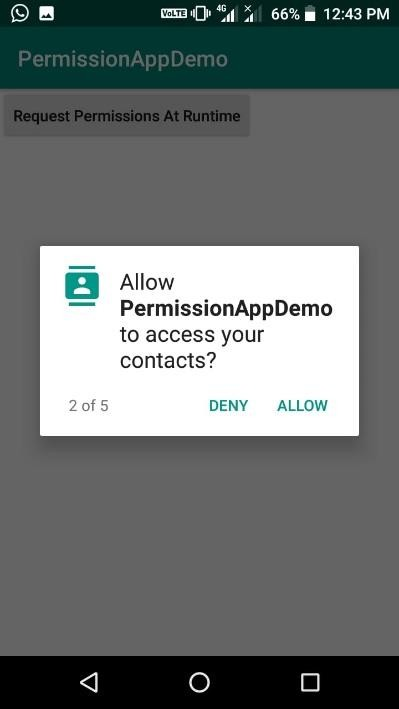 VoLTE 4G 66% 12:43 PM
PermissionAppDemo
Request Permissions At Runtime
Allow
PermissionAppDemo
to access your
contacts?
2 of 5 DENY ALLOW